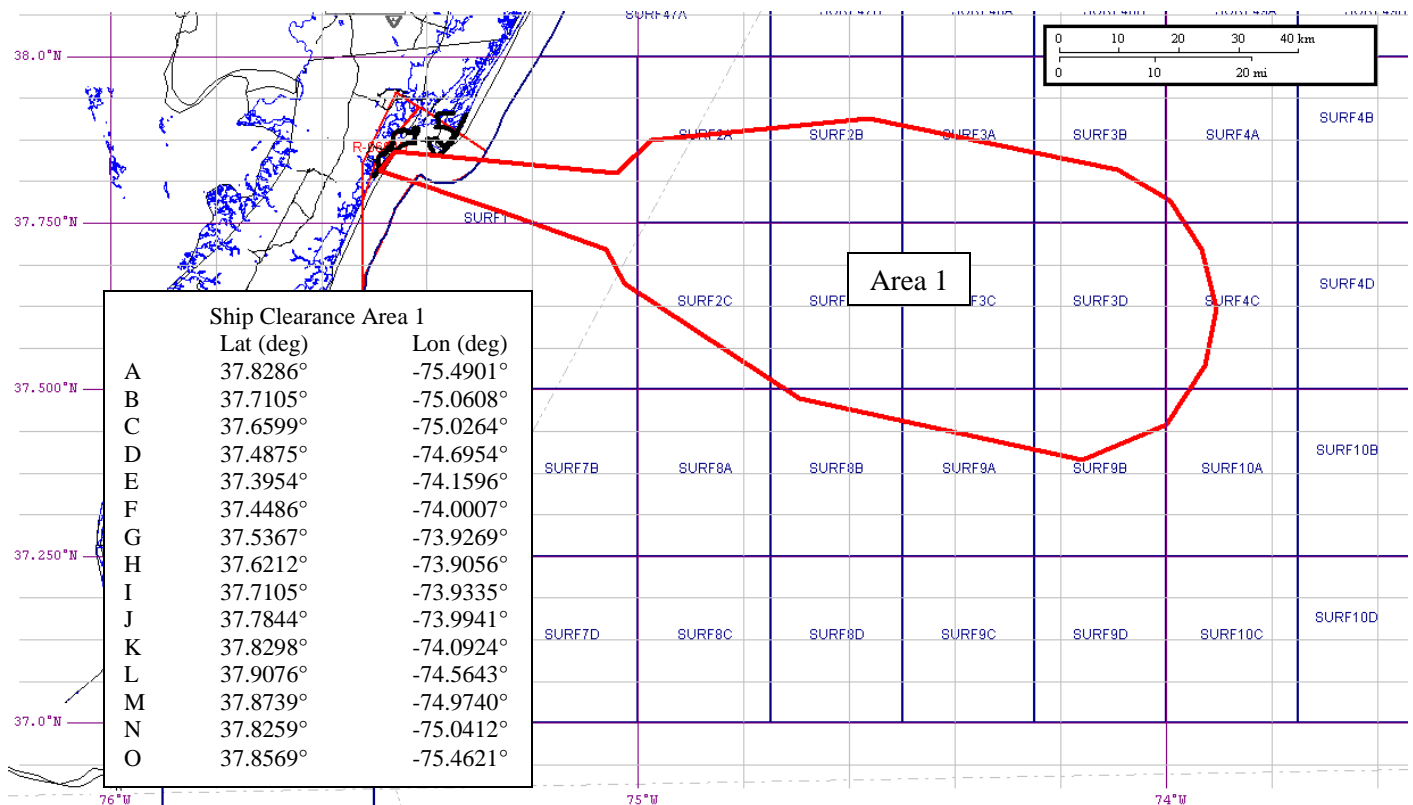 SURF47A
38.0°N
0 10 20 30 40 km
0 10 20 mi
SURF2A SURF2B SURF3A SURF3B SURF4A SURF4B
37.750°N
SURF1
Area 1
SURF2C SURF3C SURF3D SURF4C SURF4D
Ship Clearance Area 1
Lat (deg) Lon (deg)
A 37.8286° -75.4901°
B 37.7105° -75.0608°
C 37.6599° -75.0264°
D 37.4875° -74.6954°
E 37.3954° -74.1596°
F 37.4486° -74.0007°
G 37.5367° -73.9269°
H 37.6212° -73.9056°
I 37.7105° -73.9335°
J 37.7844° -73.9941°
K 37.8298° -74.0924°
L 37.9076° -74.5643°
M 37.8739° -74.9740°
N 37.8259° -75.0412°
O 37.8569° -75.4621°
37.500°N
SURF7B SURF8A SURF8B SURF9A SURF9B SURF10A SURF10B
37.250°N
SURF7D SURF8C SURF8D SURF9C SURF9D SURF10C SURF10D
37.0°N
76°W 75°W 74°W